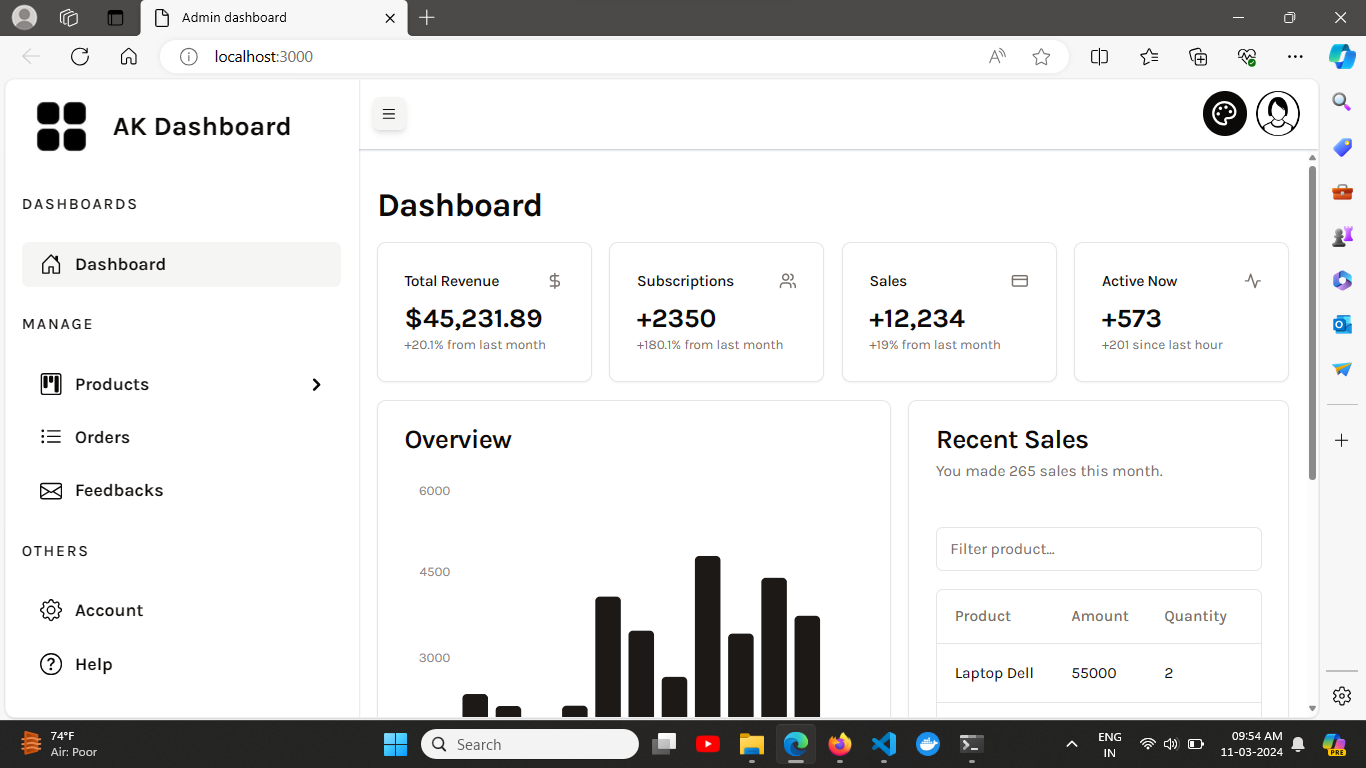 Admin dashboard
localhost:3000
AK Dashboard
DASHBOARDS
Dashboard
MANAGE
Products
Orders
Feedbacks
OTHERS
Account
Help
Dashboard
Total Revenue
$45,231.89
+20.1% from last month
Subscriptions
+2350
+180.1% from last month
Sales
+12,234
+19% from last month
Active Now
+573
+201 since last hour
Overview
6000
4500
3000
Recent Sales
You made 265 sales this month.
Filter product...
Product Amount Quantity
Laptop Dell 55000 2
74°F
Air: Poor
Search
ENG
IN
09:54 AM
11-03-2024
PRE